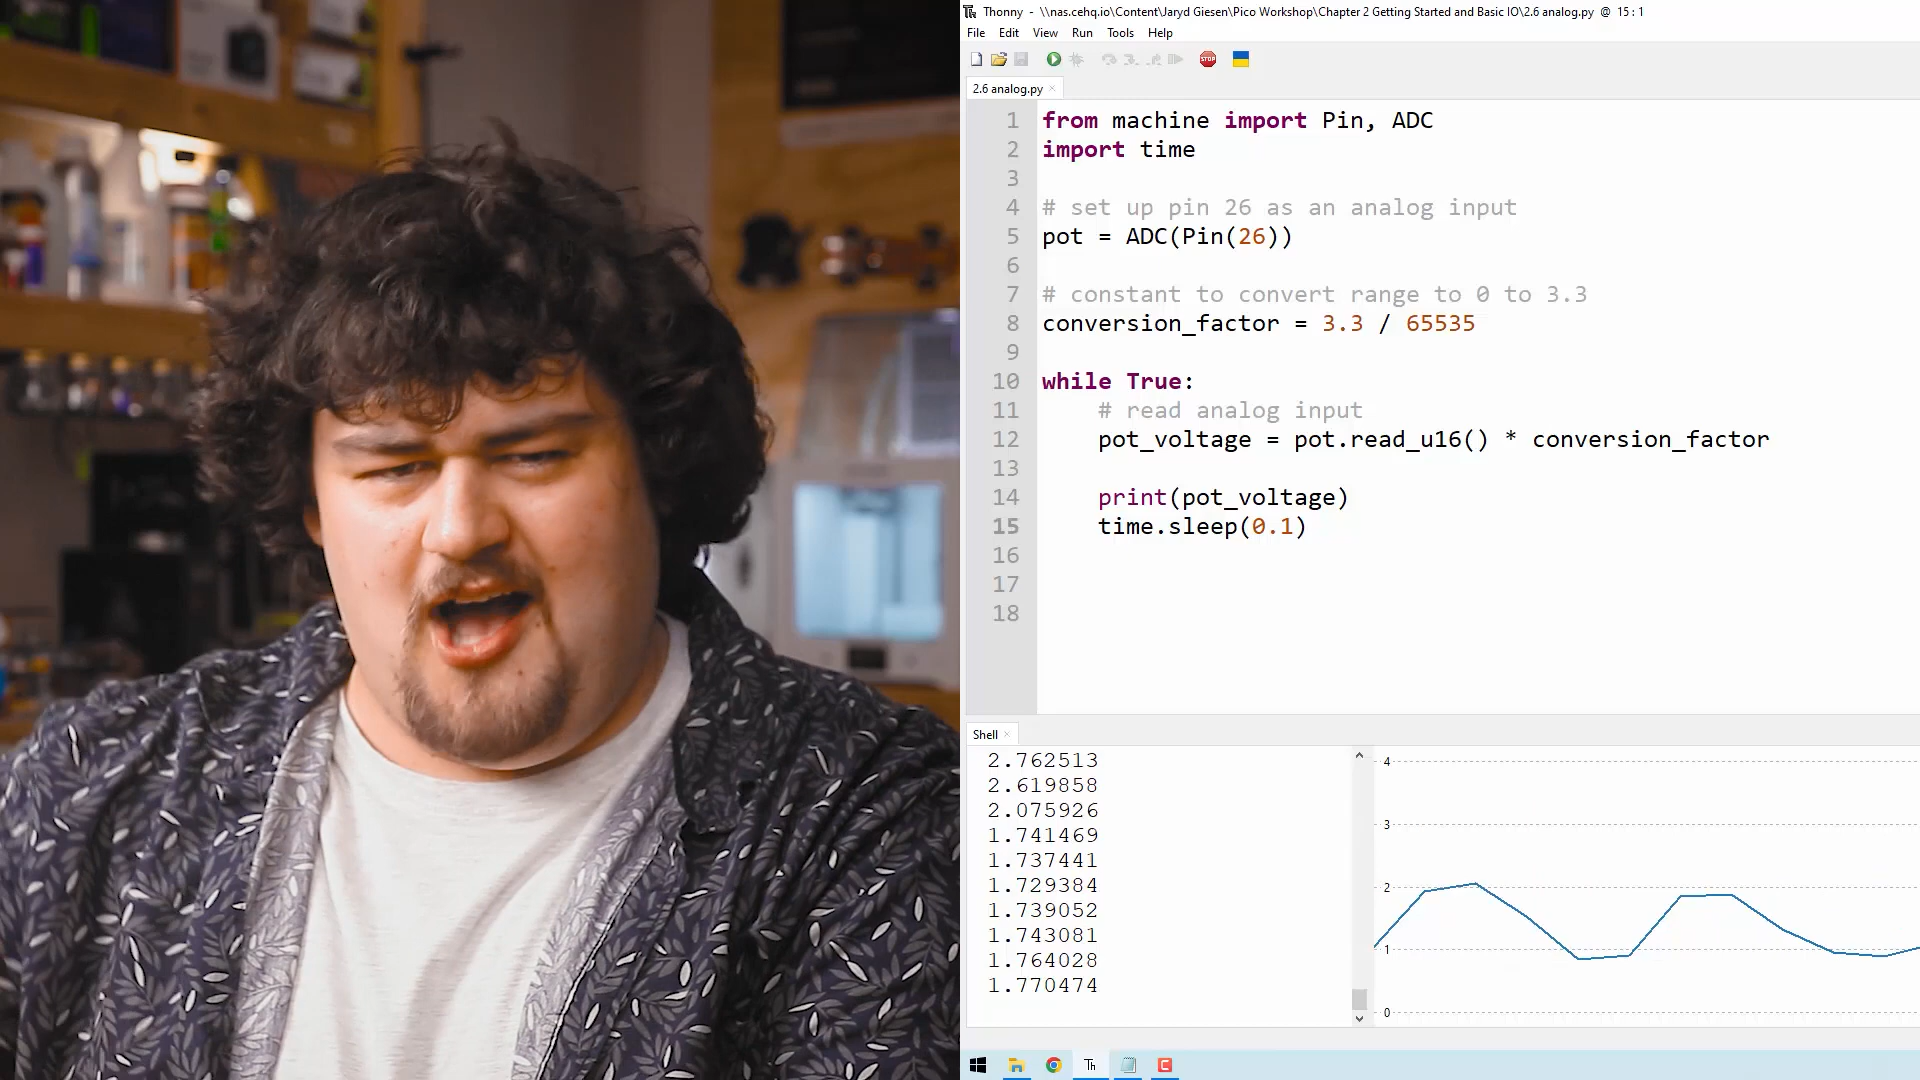 Thonny - \\nas.cehq.io\Content\Jaryd Giesen\Pico Workshop\Chapter 2 Getting Started and Basic IO\2.6 analog.py @ 15 : 1
File Edit View Run Tools Help
STOP
2.6 analog.py ×
1 from machine import Pin, ADC
2 import time
3
4 # set up pin 26 as an analog input
5 pot = ADC(Pin(26))
6
7 # constant to convert range to 0 to 3.3
8 conversion_factor = 3.3 / 65535
9
10 while True:
11 # read analog input
12 pot_voltage = pot.read_u16() * conversion_factor
13
14 print(pot_voltage)
15 time.sleep(0.1)
16
17
18
Shell ×
2.762513
2.619858
2.075926
1.741469
1.737441
1.729384
1.739052
1.743081
1.764028
1.770474
4
3
2
1
0
Th